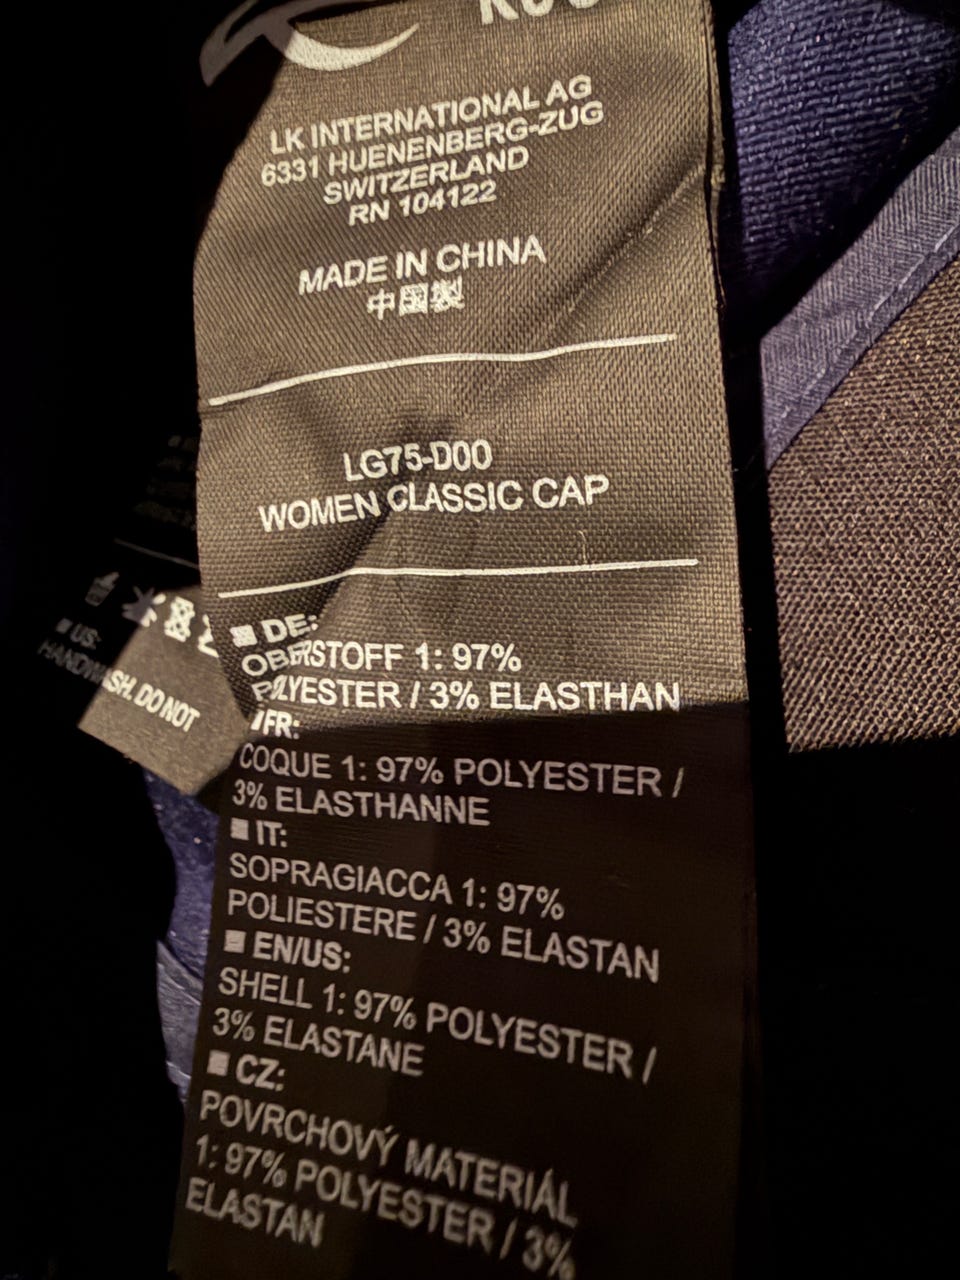 LK INTERNATIONAL AG
6331 HUENENBERG-ZUG
SWITZERLAND
RN 104122
MADE IN CHINA
中国製
LG75-D00
WOMEN CLASSIC CAP
DE:
OBERSTOFF 1: 97%
POLYESTER / 3% ELASTHAN
FR:
COQUE 1: 97% POLYESTER /
3% ELASTHANNE
IT:
SOPRAGIACCA 1: 97%
POLIESTERE / 3% ELASTAN
EN/US:
SHELL 1: 97% POLYESTER /
3% ELASTANE
CZ:
POVRCHOVÝ MATERIÁL
1: 97% POLYESTER / 3%
ELASTAN
US:
HANDWASH. DO NOT